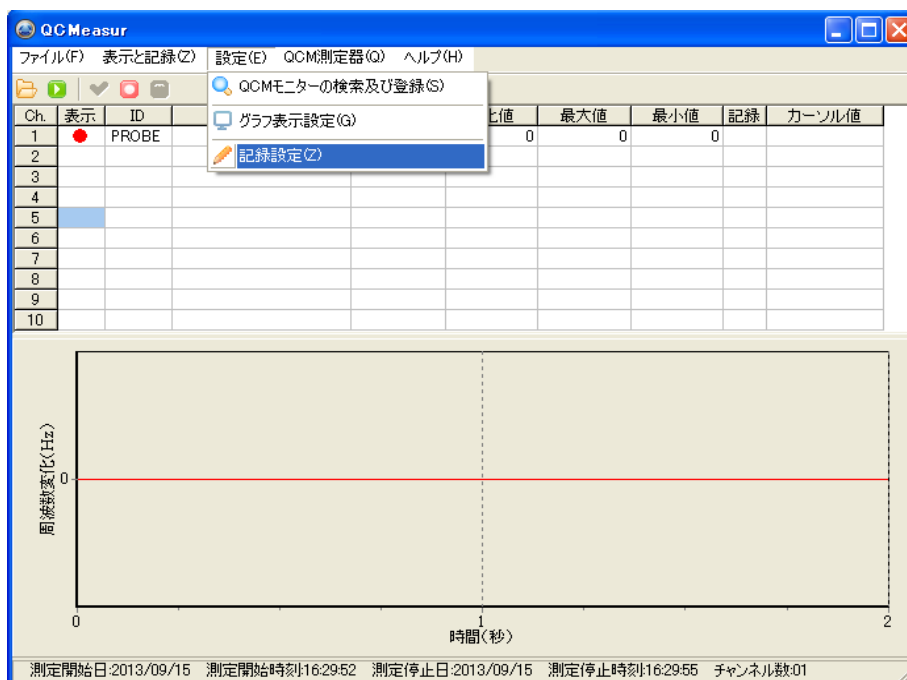 QCMeasur
ファイル(F) 表示と記録(Z) 設定(E) QCM測定器(Q) ヘルプ(H)
QCMモニターの検索及び登録(S)
グラフ表示設定(G)
記録設定(Z)
Ch. 表示 ID 最大値 最小値 記録 カーソル値
1 PROBE 0 0 0
2
3
4
5
6
7
8
9
10
周波数変化(Hz)
0
0 1 2
時間(秒)
測定開始日:2013/09/15 測定開始時刻:16:29:52 測定停止日:2013/09/15 測定停止時刻:16:29:55 チャンネル数:01